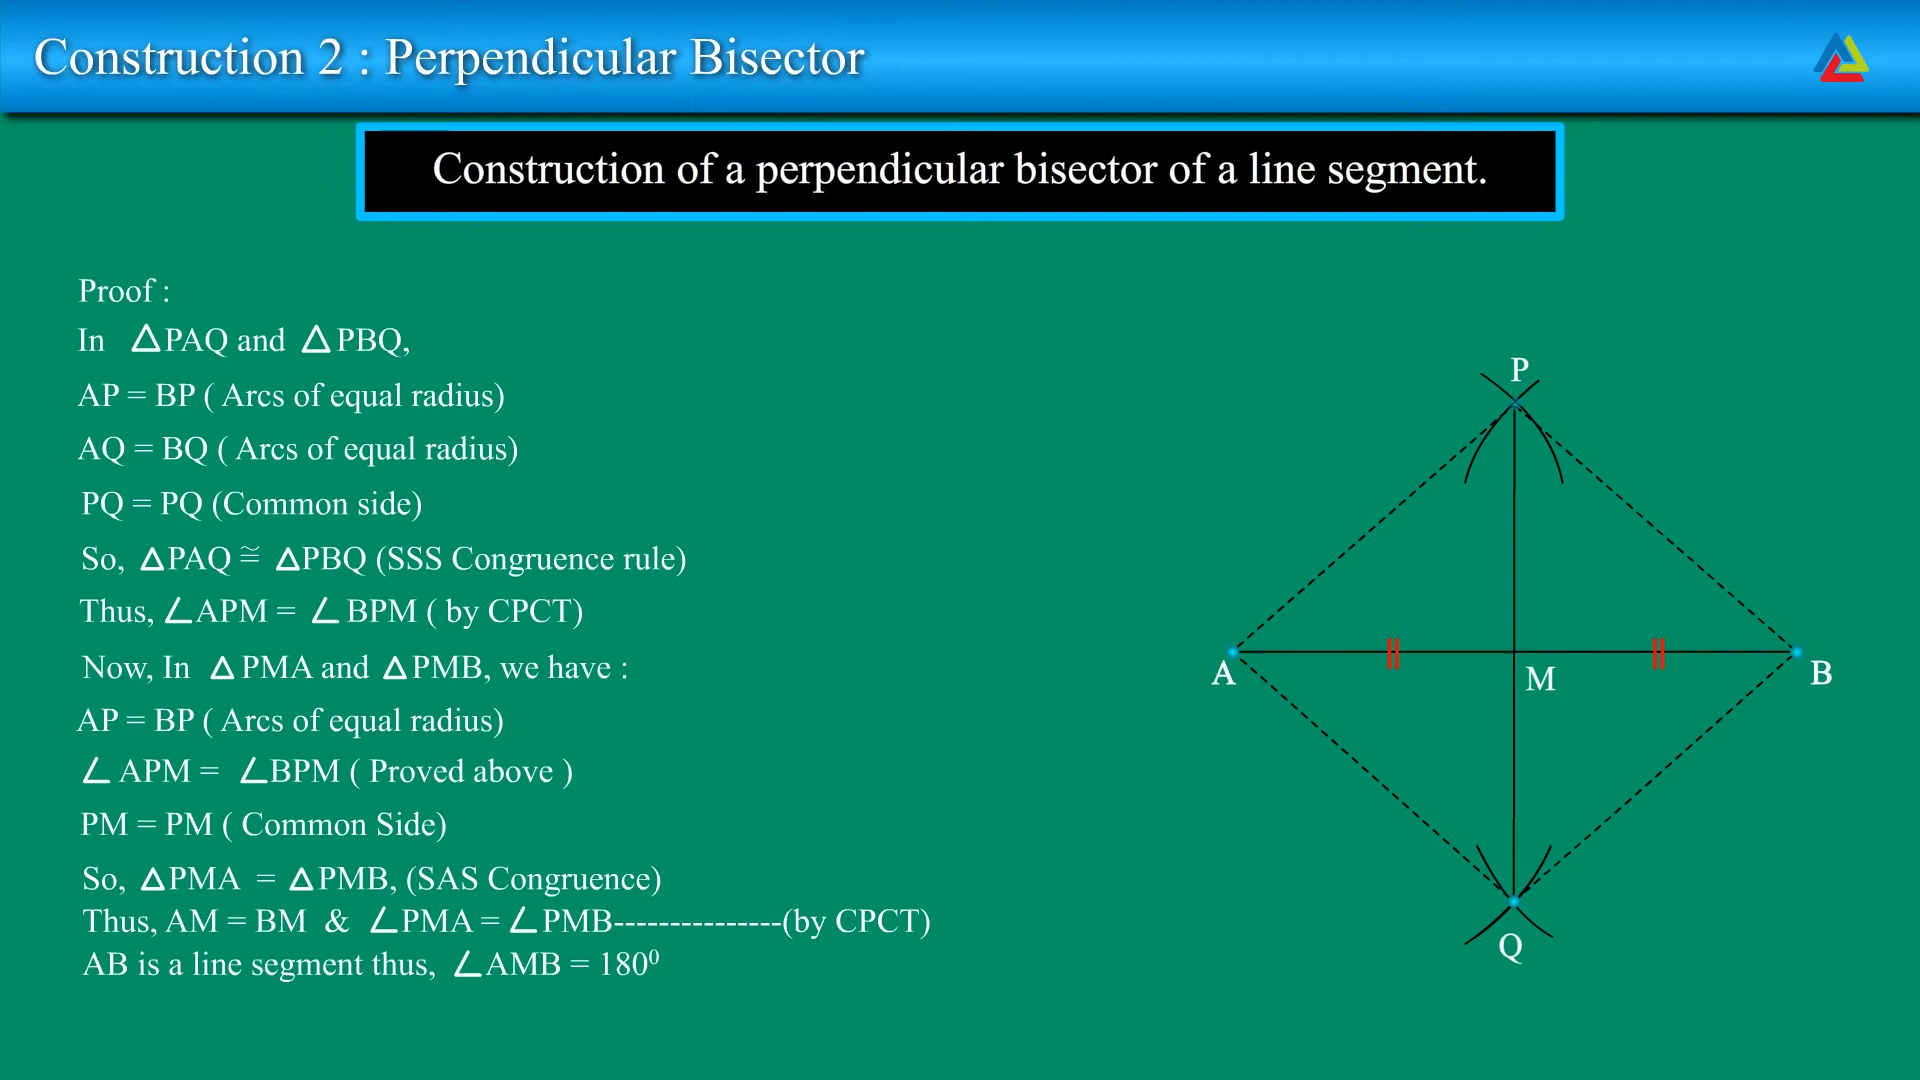 Construction 2 : Perpendicular Bisector
Construction of a perpendicular bisector of a line segment.
Proof :
In △PAQ and △PBQ,
AP = BP ( Arcs of equal radius)
AQ = BQ ( Arcs of equal radius)
PQ = PQ (Common side)
So, △PAQ ≅ △PBQ (SSS Congruence rule)
Thus, ∠APM = ∠BPM ( by CPCT)
Now, In △ PMA and △PMB, we have :
AP = BP ( Arcs of equal radius)
∠ APM = ∠BPM ( Proved above )
PM = PM ( Common Side)
So, △PMA = △PMB, (SAS Congruence)
Thus, AM = BM & ∠PMA = ∠PMB---------------(by CPCT)
AB is a line segment thus, ∠AMB = 180⁰
P
A
M
B
Q